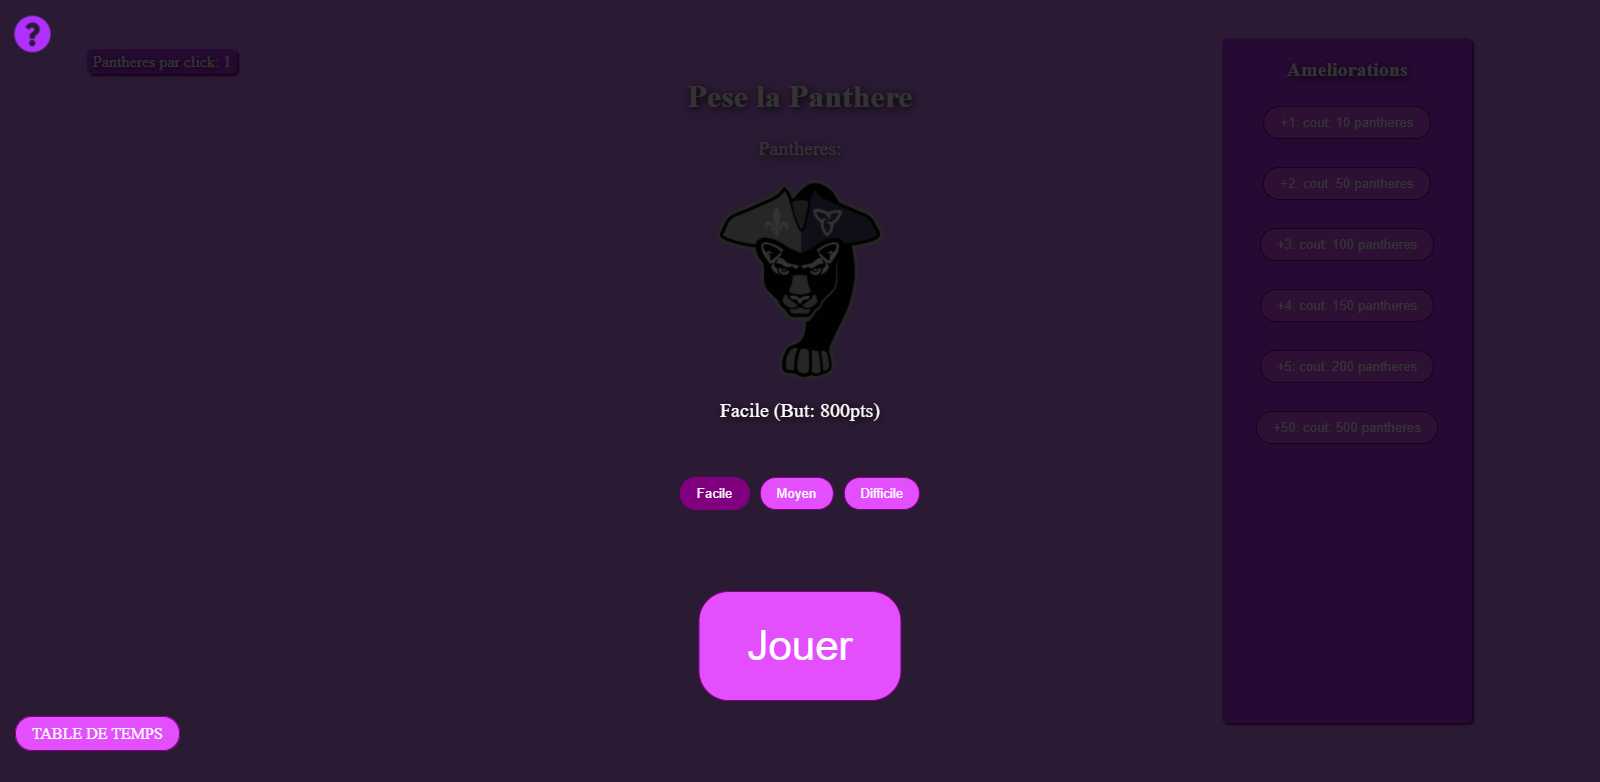 ?
Pantheres par click: 1
Pese la Panthere
Pantheres:
Facile (But: 800pts)
Facile
Moyen
Difficile
Jouer
TABLE DE TEMPS
Ameliorations
+1: cout: 10 pantheres
+2: cout: 50 pantheres
+3: cout: 100 pantheres
+4: cout: 150 pantheres
+5: cout: 200 pantheres
+50: cout: 500 pantheres